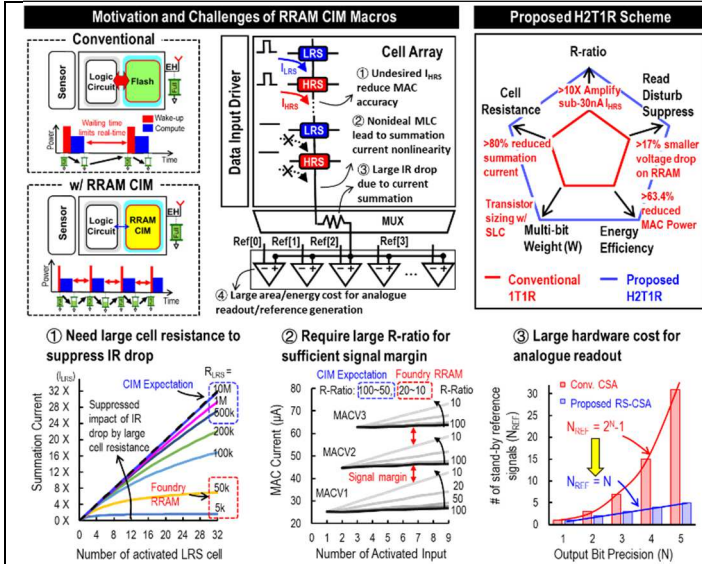 Motivation and Challenges of RRAM CIM Macros
Conventional
Sensor
Logic
Circuit
Flash
EH
Full
Waiting time
limits real-time
Wake-up
Compute
Power
Time
w/ RRAM CIM
Sensor
Logic
Circuit
RRAM
CIM
EH
Full
Power
Time
Data Input Driver
Cell Array
LRS
I_LRS
HRS
I_HRS
LRS
HRS
① Undesired I_HRS
reduce MAC
accuracy
② Nonideal MLC
lead to summation
current nonlinearity
③ Large IR drop
due to current
summation
MUX
Ref[0] Ref[1] Ref[2] Ref[3]
...
④ Large area/energy cost for analogue
readout/reference generation
Proposed H2T1R Scheme
R-ratio
>10X Amplify
sub-30nA I_HRS
Cell
Resistance
Read
Disturb
Suppress
>80% reduced
summation
current
>17% smaller
voltage drop
on RRAM
Transistor
sizing w/
SLC
Multi-bit
Weight (W)
>63.4%
reduced
MAC Power
Energy
Efficiency
Conventional
1T1R
Proposed
H2T1R
① Need large cell resistance to
suppress IR drop
(I_LRS)
Summation Current
32 X
28 X
24 X
20 X
16 X
12 X
8 X
4 X
0 X
CIM Expectation
R_LRS
10M
1M
500k
200k
100k
50k
5k
Suppressed
impact of IR
drop by large
cell resistance
Foundry
RRAM
0 4 8 12 16 20 24 28 32
Number of activated LRS cell
② Require large R-ratio for
sufficient signal margin
CIM Expectation
Foundry RRAM
R-Ratio: 100~50, 20~10
R-Ratio
MAC Current (μA)
80
70
60
50
40
30
20
MACV3
10
100
MACV2
10
100
Signal margin
MACV1
10
20
50
100
0 1 2 3 4 5 6 7 8 9
Number of Activated Input
③ Large hardware cost for
analogue readout
# of stand-by reference
signals (N_REF)
30
20
10
0
Conv. CSA
Proposed RS-CSA
N_REF = 2^N-1
N_REF = N
1 2 3 4 5
Output Bit Precision (N)